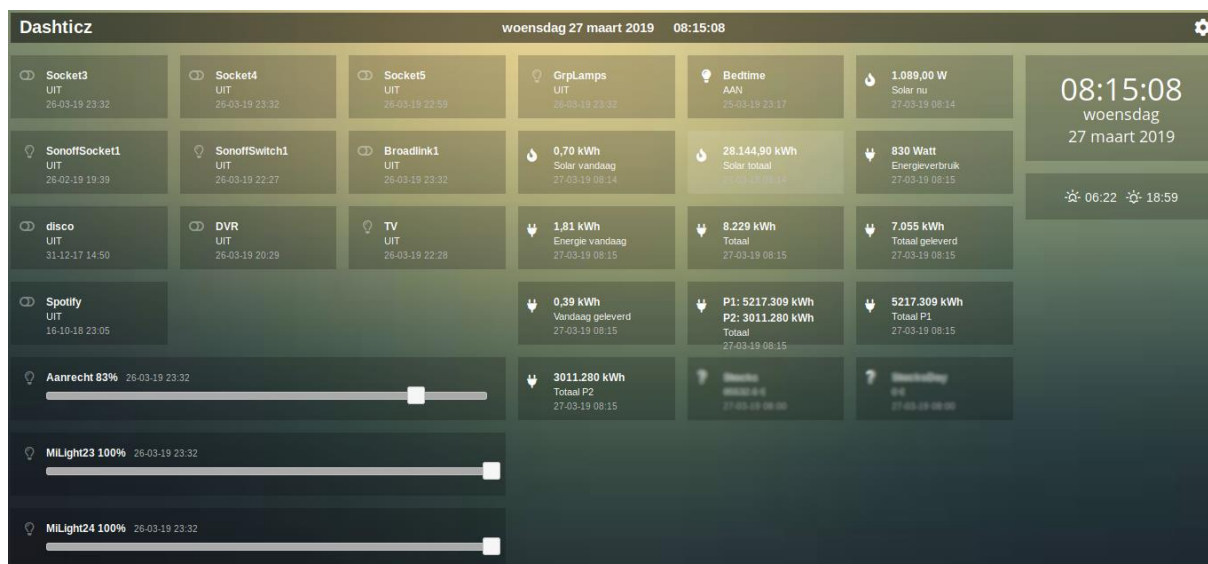 Dashticz
woensdag 27 maart 2019 08:15:08
Socket3
UIT
26-03-19 23:32
Socket4
UIT
26-03-19 23:32
Socket5
UIT
26-03-19 22:59
GrpLamps
UIT
26-03-19 23:32
Bedtime
AAN
25-03-19 23:17
1.089,00 W
Solar nu
27-03-19 08:14
08:15:08
woensdag
27 maart 2019
SonoffSocket1
UIT
26-02-19 19:39
SonoffSwitch1
UIT
26-03-19 22:27
Broadlink1
UIT
26-03-19 23:32
0,70 kWh
Solar vandaag
27-03-19 08:14
28.144,90 kWh
Solar totaal
830 Watt
Energieverbruik
27-03-19 08:15
06:22 18:59
disco
UIT
31-12-17 14:50
DVR
UIT
26-03-19 20:29
TV
UIT
26-03-19 22:28
1,81 kWh
Energie vandaag
27-03-19 08:15
8.229 kWh
Totaal
27-03-19 08:15
7.055 kWh
Totaal geleverd
27-03-19 08:15
Spotify
UIT
16-10-18 23:05
0,39 kWh
Vandaag geleverd
27-03-19 08:15
P1: 5217.309 kWh
P2: 3011.280 kWh
Totaal
27-03-19 08:15
5217.309 kWh
Totaal P1
27-03-19 08:15
Aanrecht 83% 26-03-19 23:32
3011.280 kWh
Totaal P2
27-03-19 08:15
MiLight23 100% 26-03-19 23:32
MiLight24 100% 26-03-19 23:32